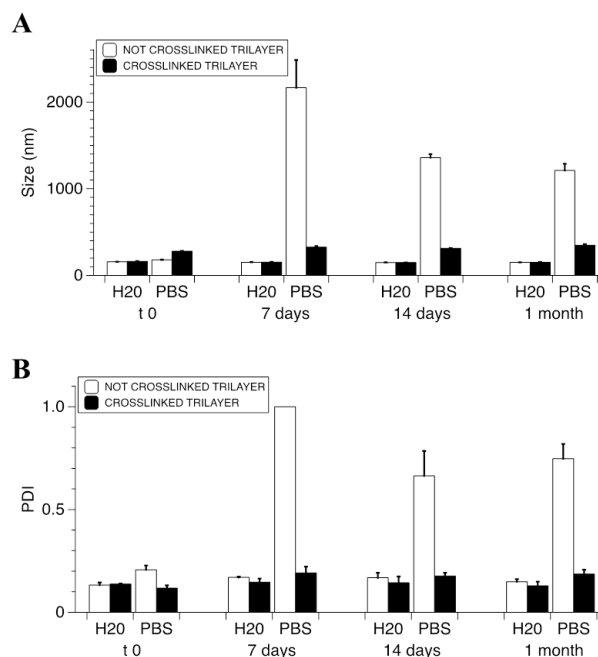 A
NOT CROSSLINKED TRILAYER
CROSSLINKED TRILAYER
Size (nm)
2000
1000
0
H20 PBS H20 PBS H20 PBS H20 PBS
t 0 7 days 14 days 1 month
B
NOT CROSSLINKED TRILAYER
CROSSLINKED TRILAYER
PDI
1.0
0.5
0
H20 PBS H20 PBS H20 PBS H20 PBS
t 0 7 days 14 days 1 month